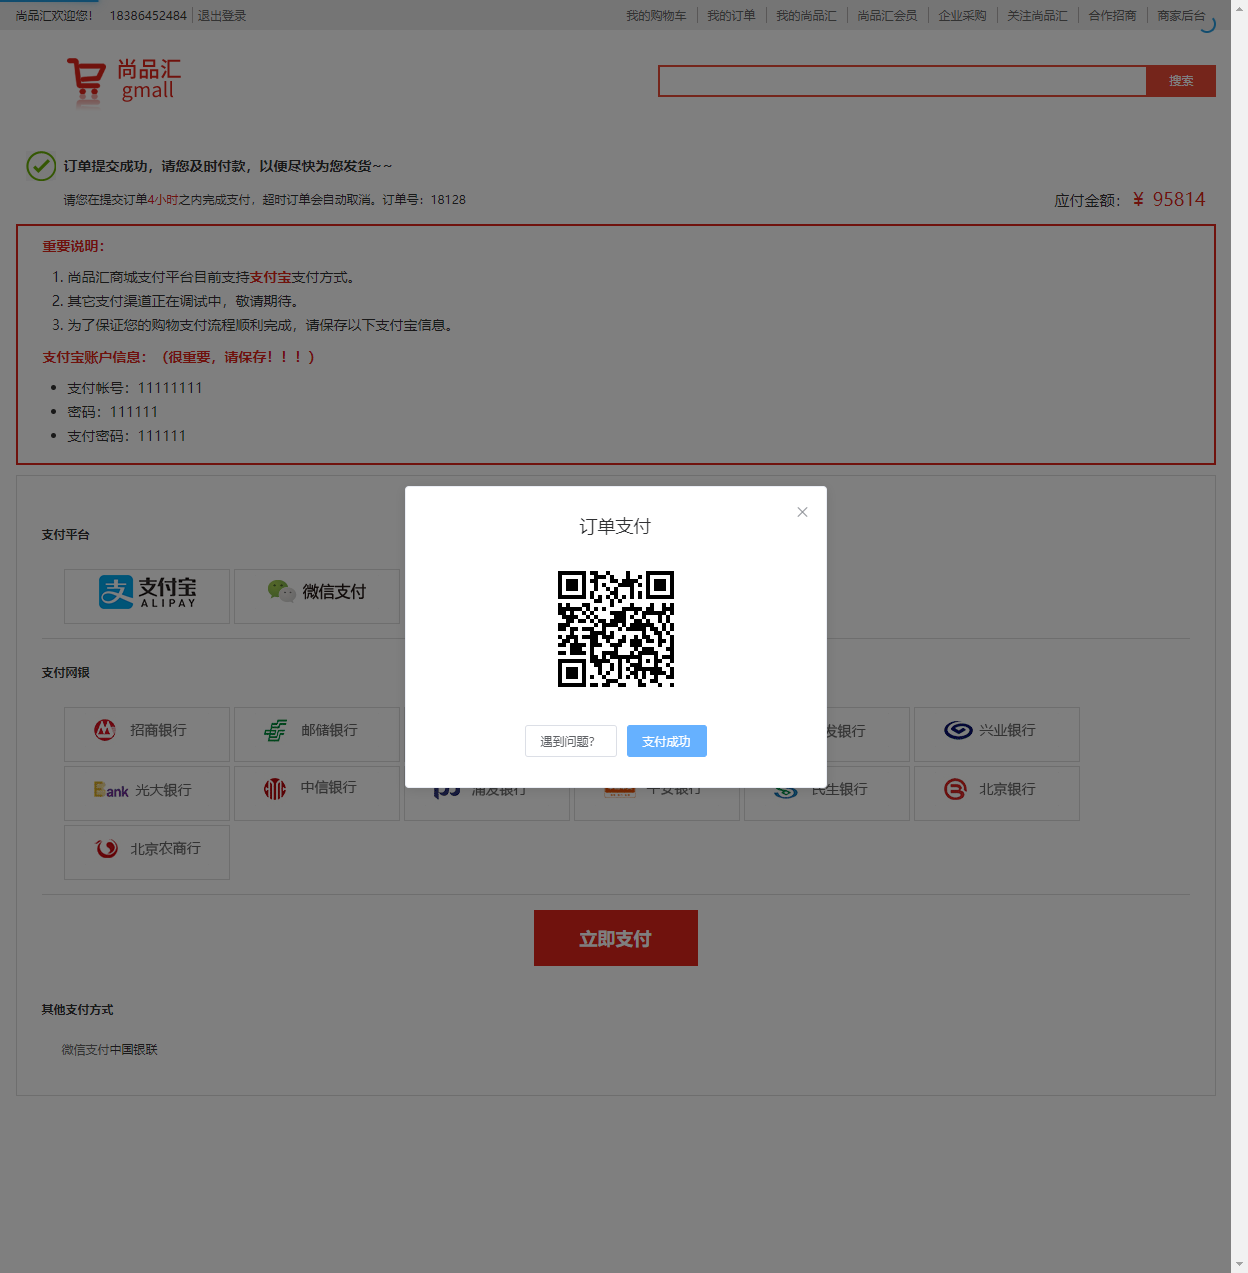 尚品汇欢迎您! 18386452484 退出登录 我的购物车 我的订单 我的尚品汇 尚品汇会员 企业采购 关注尚品汇 合作招商 商家后台
尚品汇
gmall
搜索
订单提交成功，请您及时付款，以便尽快为您发货~~
请您在提交订单4小时之内完成支付，超时订单会自动取消。订单号：18128
应付金额：￥ 95814
重要说明：
1. 尚品汇商城支付平台目前支持支付宝支付方式。
2. 其它支付渠道正在调试中，敬请期待。
3. 为了保证您的购物支付流程顺利完成，请保存以下支付宝信息。
支付宝账户信息：（很重要，请保存！！！）
支付帐号：11111111
密码：111111
支付密码：111111
订单支付
支付平台
支付宝
ALIPAY
微信支付
支付网银
招商银行 邮储银行 发银行 兴业银行
遇到问题? 支付成功
Bank 光大银行 中信银行 浦发银行 平安银行 民生银行 北京银行
北京农商行
立即支付
其他支付方式
微信支付中国银联